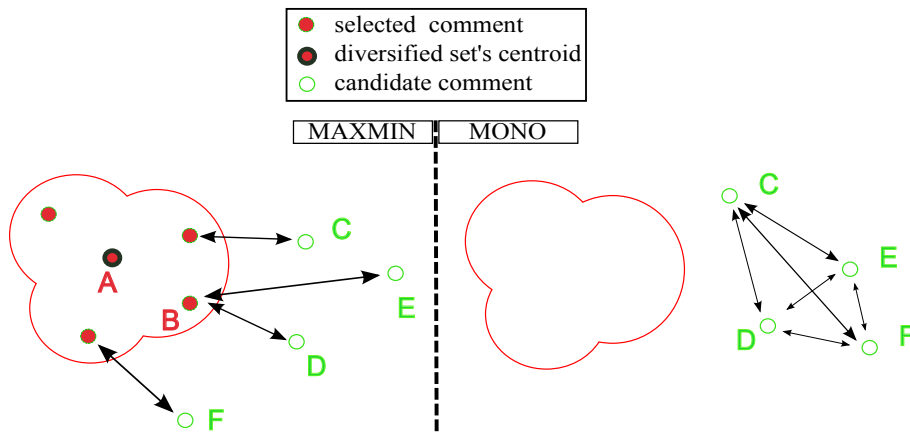 selected comment
diversified set's centroid
candidate comment
MAXMIN
MONO
A
B
C
E
D
F
C
E
D
F